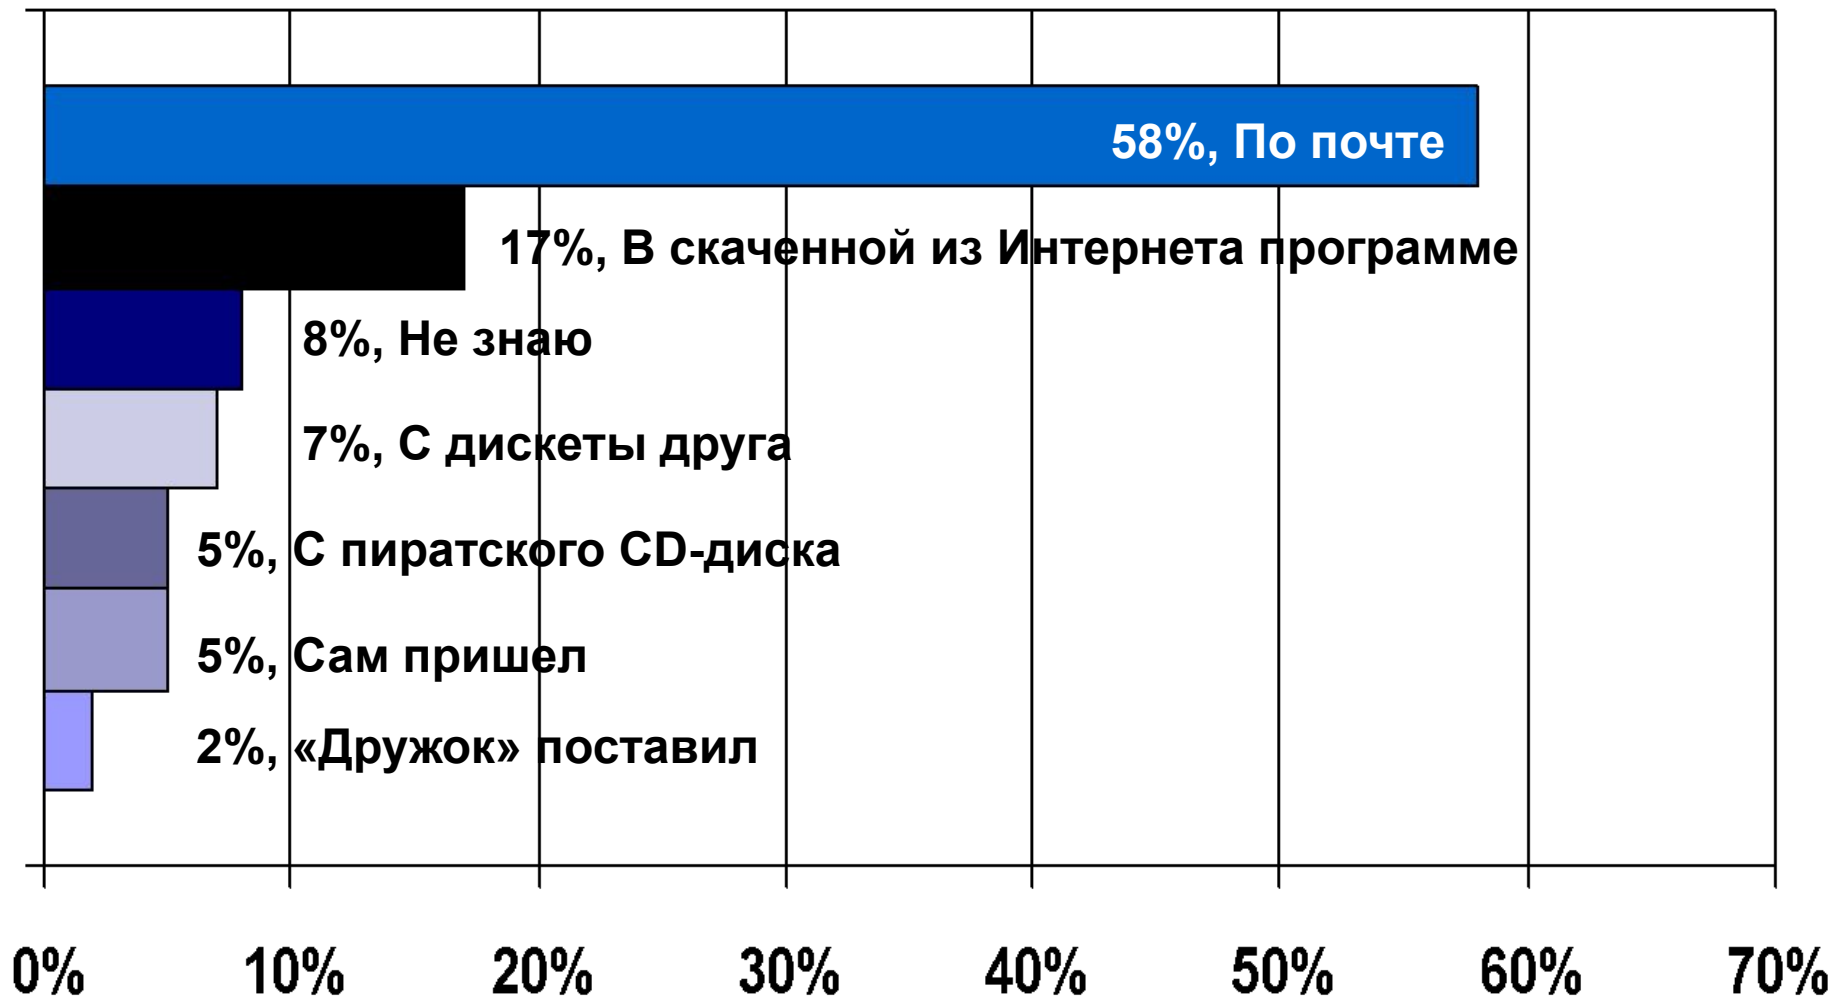 58%, По почте
17%, В скаченной из Интернета программе
8%, Не знаю
7%, С дискеты друга
5%, С пиратского CD-диска
5%, Сам пришел
2%, «Дружок» поставил
0% 10% 20% 30% 40% 50% 60% 70%